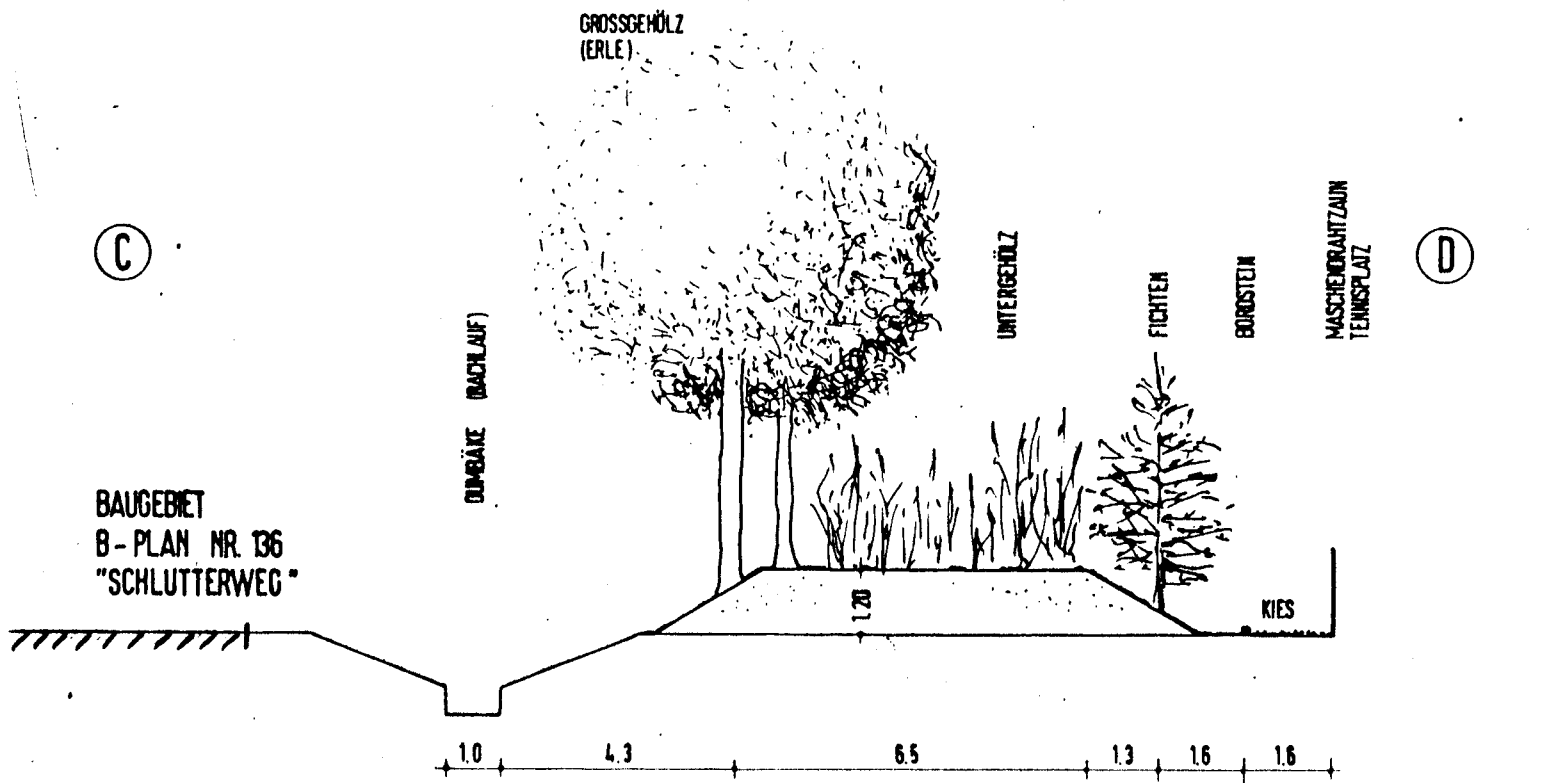 GROSSGEHÖLZ
(ERLE)
C
D
DUMBÄKE (BACHLAUF)
UNTERGEHÖLZ
FICHTEN
BORDSTEIN
MASCHENDRAHTZAUN
TENNISPLATZ
BAUGEBIET
B-PLAN NR. 136
"SCHLUTTERWEG"
1.20
KIES
1.0 4.3 6.5 1.3 1.6 1.6